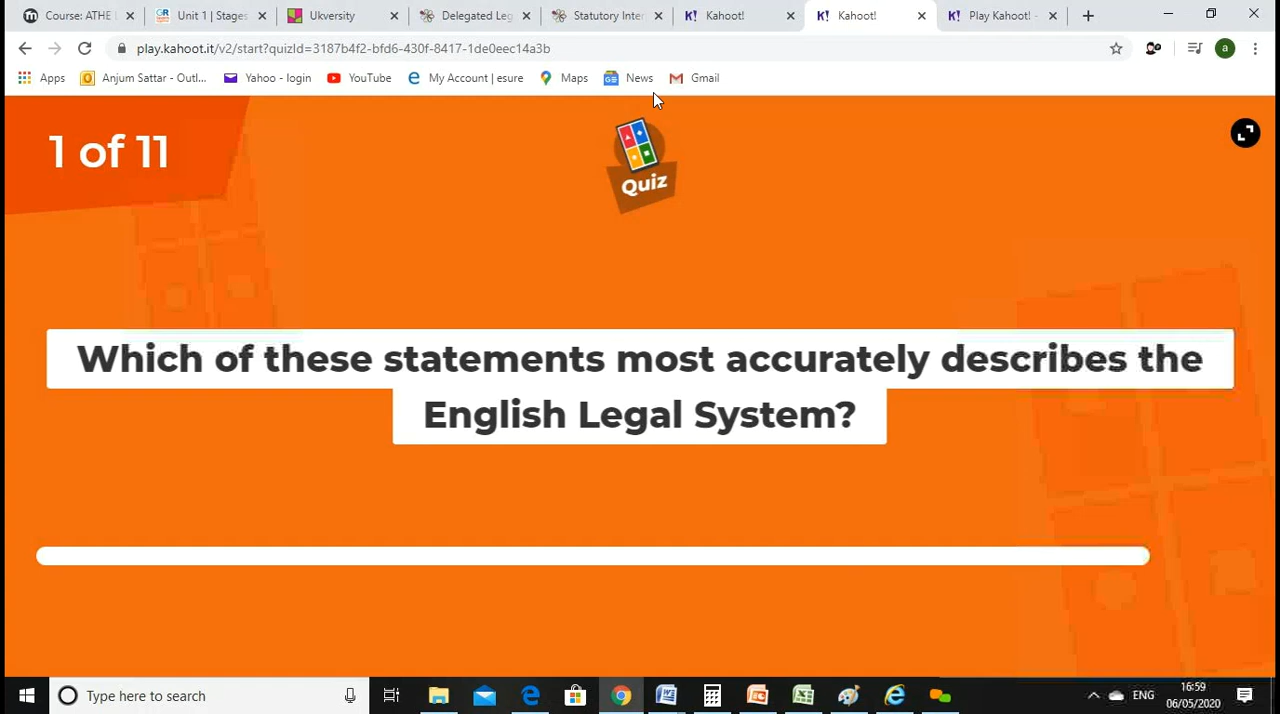 Course: ATHE L
Unit 1 | Stages
Ukversity
Delegated Leg
Statutory Inter
Kahoot!
Kahoot!
Play Kahoot! -
play.kahoot.it/v2/start?quizId=3187b4f2-bfd6-430f-8417-1de0eec14a3b
a
Apps
Anjum Sattar - Outl...
Yahoo - login
YouTube
My Account | esure
Maps
News
Gmail
1 of 11
Quiz
Which of these statements most accurately describes the
English Legal System?
Type here to search
ENG
16:59
06/05/2020